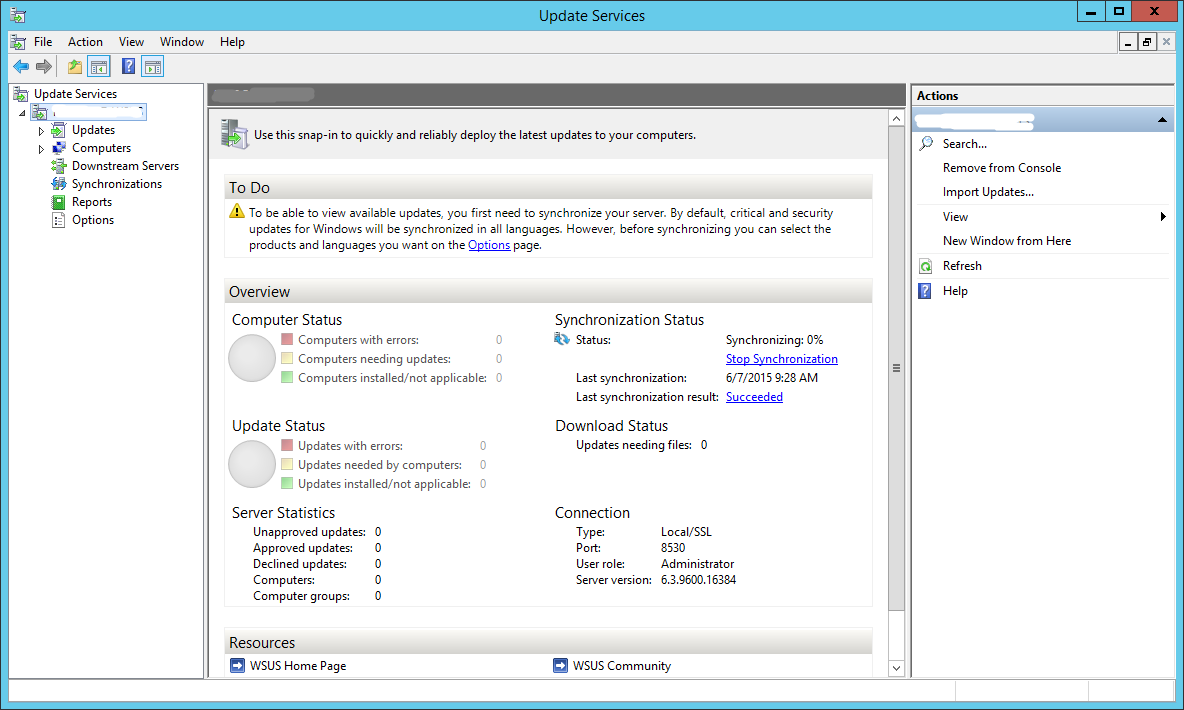 Update Services
File Action View Window Help
Update Services
Updates
Computers
Downstream Servers
Synchronizations
Reports
Options
Use this snap-in to quickly and reliably deploy the latest updates to your computers.
To Do
To be able to view available updates, you first need to synchronize your server. By default, critical and security
updates for Windows will be synchronized in all languages. However, before synchronizing you can select the
products and languages you want on the Options page.
Overview
Computer Status
Computers with errors: 0
Computers needing updates: 0
Computers installed/not applicable: 0
Synchronization Status
Status: Synchronizing: 0%
Stop Synchronization
Last synchronization: 6/7/2015 9:28 AM
Last synchronization result: Succeeded
Update Status
Updates with errors: 0
Updates needed by computers: 0
Updates installed/not applicable: 0
Download Status
Updates needing files: 0
Server Statistics
Unapproved updates: 0
Approved updates: 0
Declined updates: 0
Computers: 0
Computer groups: 0
Connection
Type: Local/SSL
Port: 8530
User role: Administrator
Server version: 6.3.9600.16384
Resources
WSUS Home Page
WSUS Community
Actions
Search...
Remove from Console
Import Updates...
View
New Window from Here
Refresh
Help